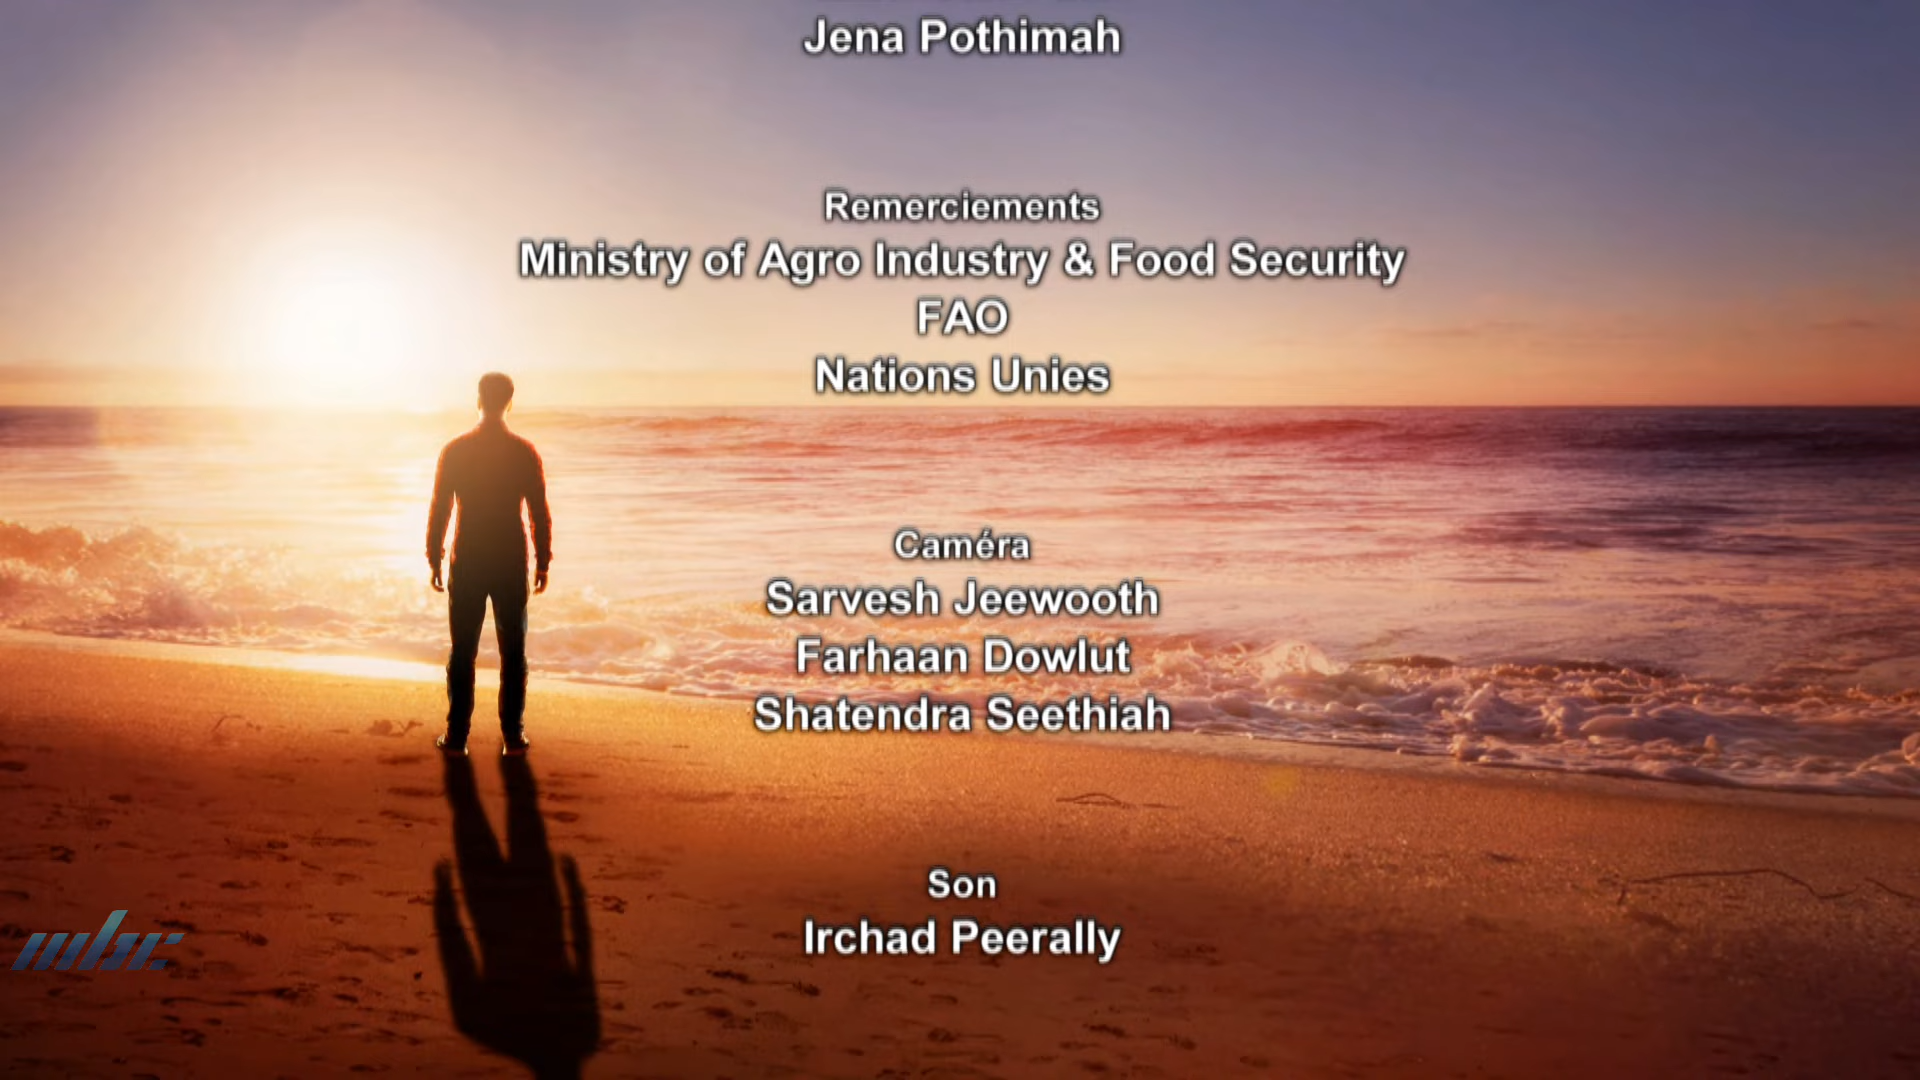 Jena Pothimah
Remerciements
Ministry of Agro Industry & Food Security
FAO
Nations Unies
Caméra
Sarvesh Jeewooth
Farhaan Dowlut
Shatendra Seethiah
Son
Irchad Peerally
mbc